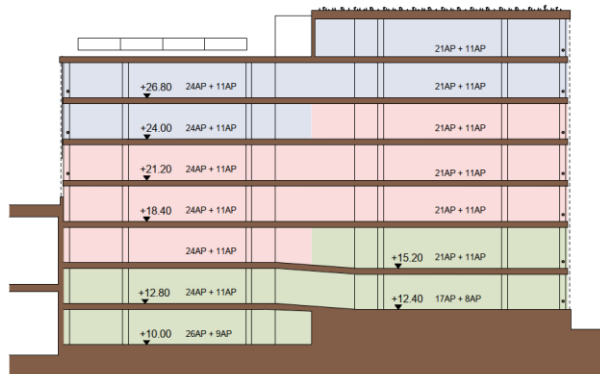 21AP + 11AP
+26.80 24AP + 11AP 21AP + 11AP
+24.00 24AP + 11AP 21AP + 11AP
+21.20 24AP + 11AP 21AP + 11AP
+18.40 24AP + 11AP 21AP + 11AP
24AP + 11AP +15.20 21AP + 11AP
+12.80 24AP + 11AP +12.40 17AP + 8AP
+10.00 26AP + 9AP